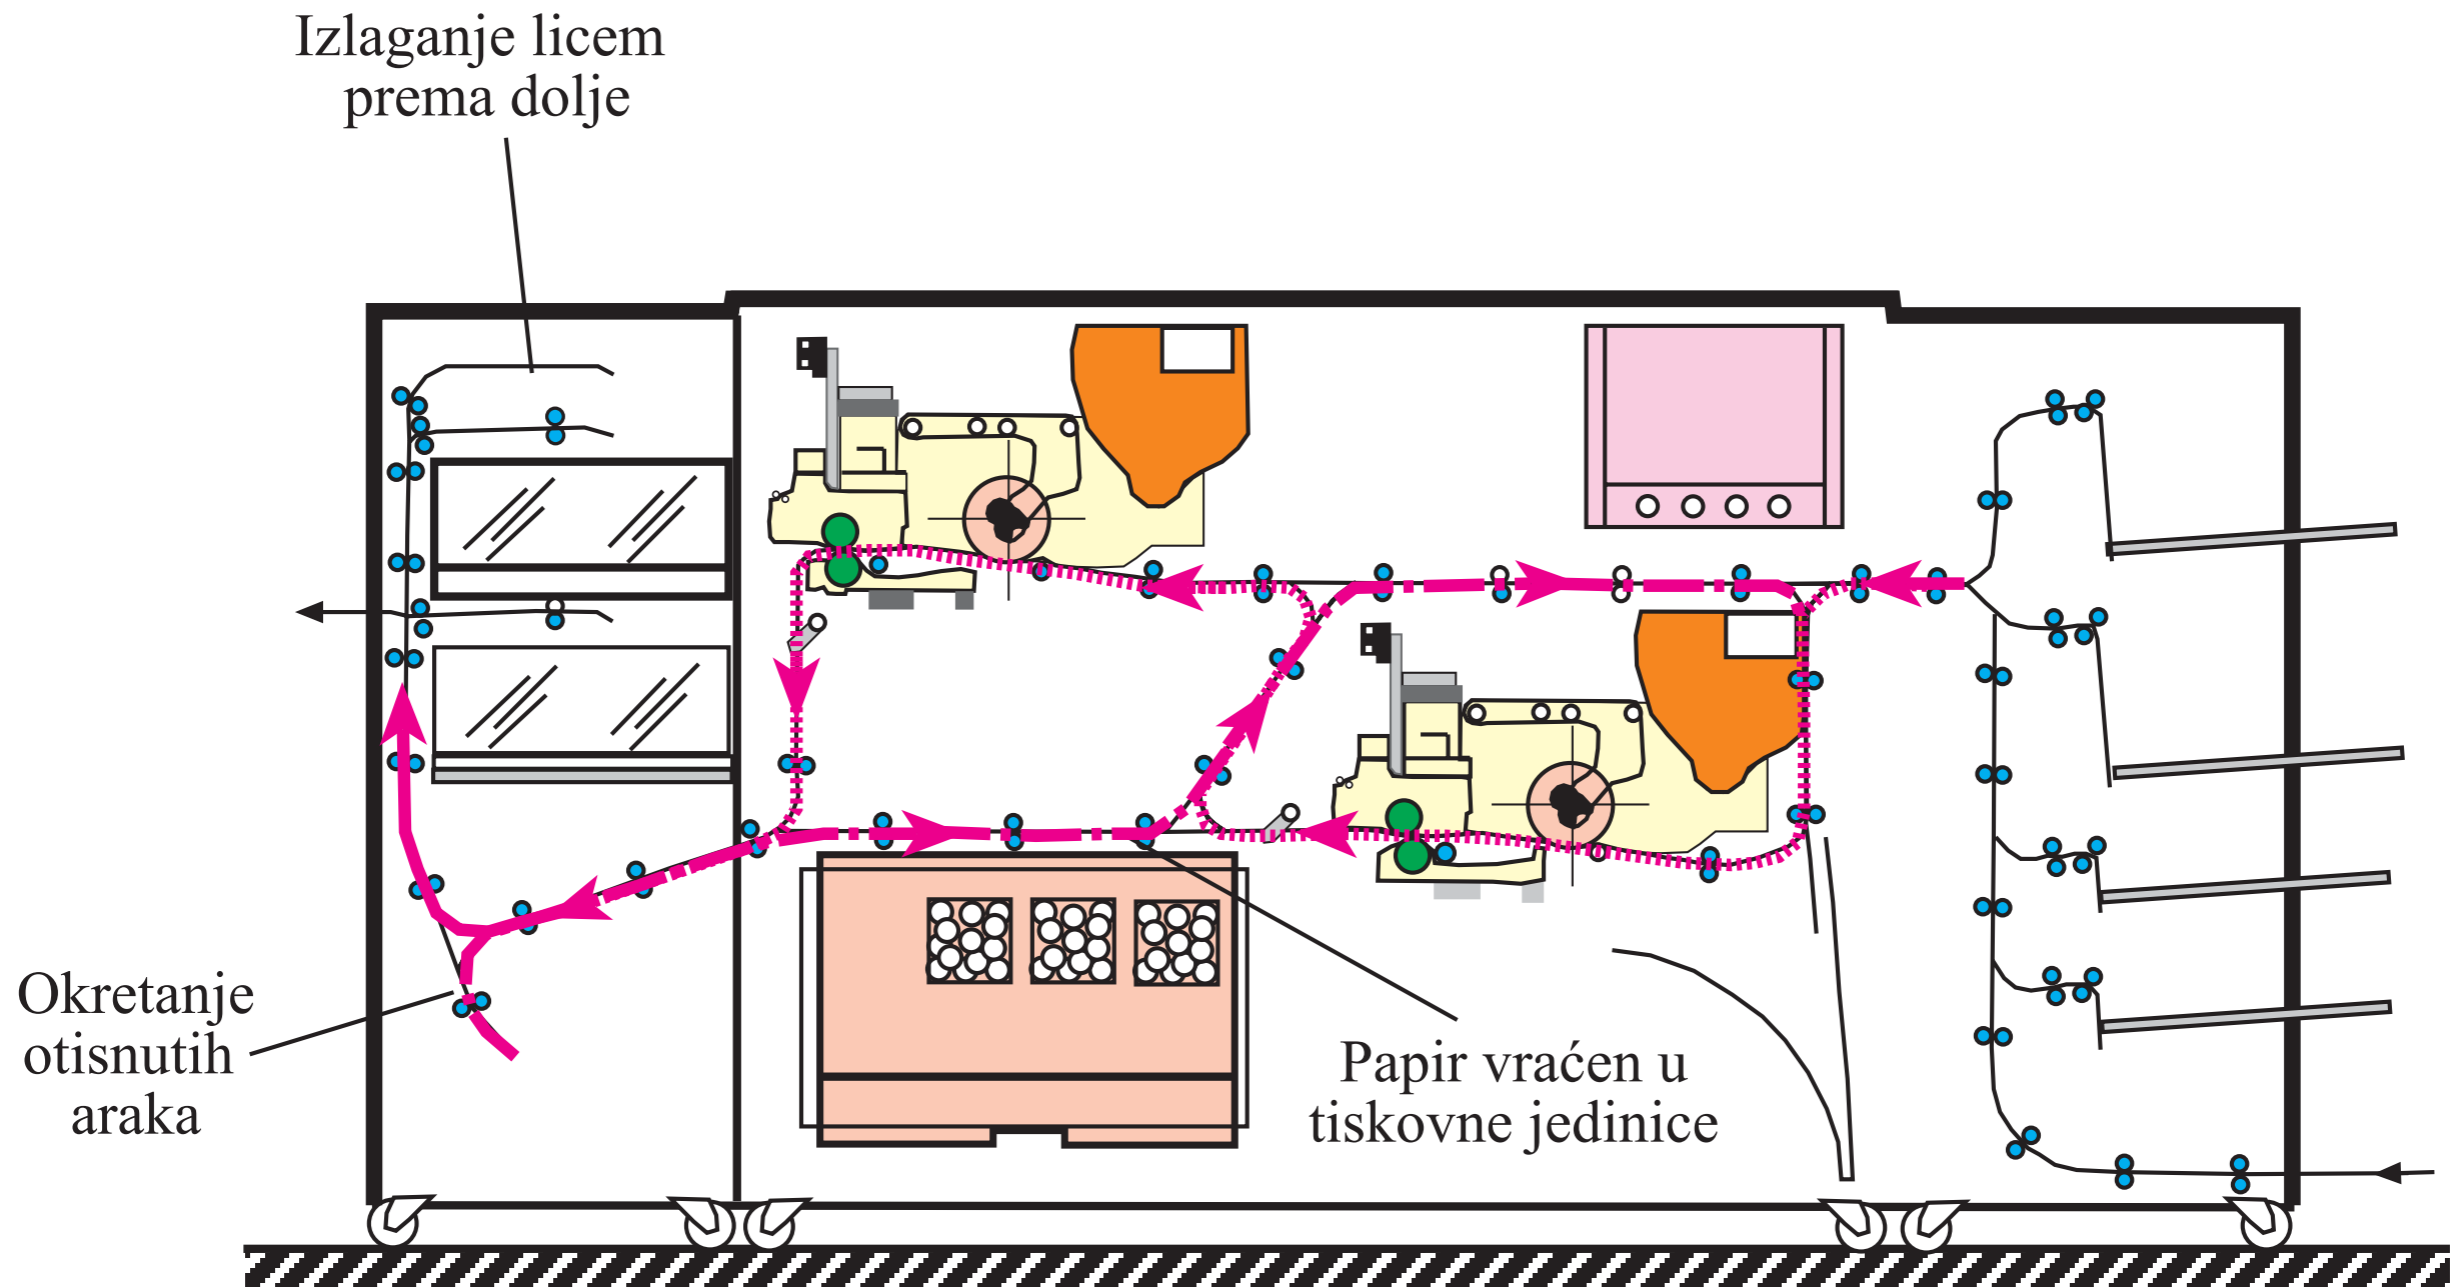 Izlaganje licem
prema dolje
Okretanje
otisnutih
araka
Papir vraćen u
tiskovne jedinice